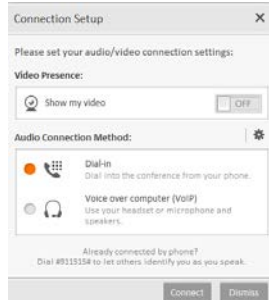 Connection Setup
Please set your audio/video connection settings:
Video Presence:
Show my video
OFF
Audio Connection Method:
Dial-in
Dial into the conference from your phone.
Voice over computer (VoIP)
Use your headset or microphone and
speakers.
Already connected by phone?
Dial #911515# to let others identify you as you speak.
Connect
Dismiss